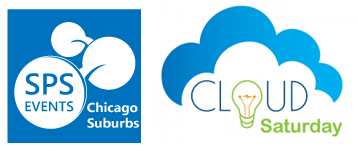 SPS
EVENTS
Chicago
Suburbs
CLOUD
Saturday